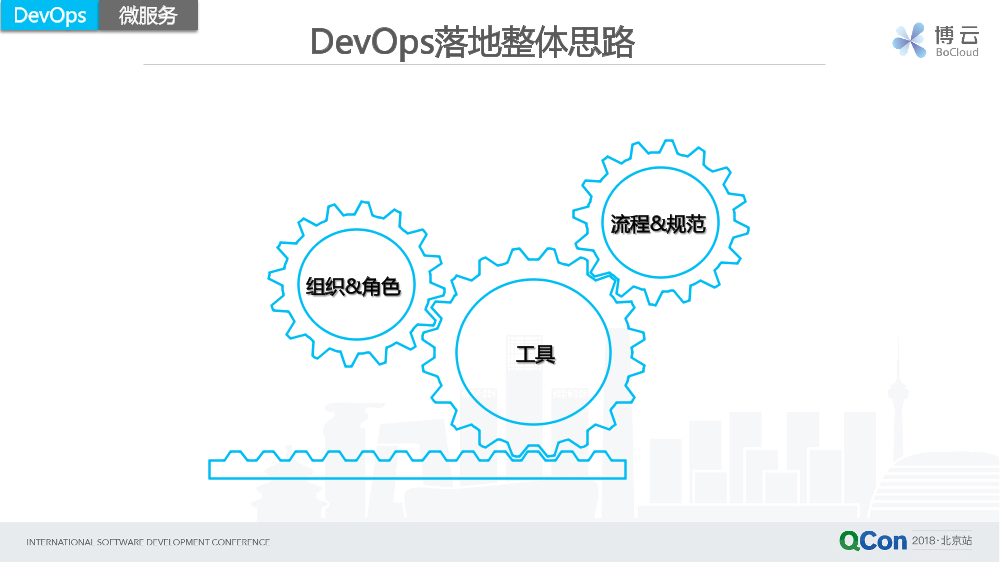 DevOps 微服务
DevOps落地整体思路
博云
BoCloud
流程&规范
组织&角色
工具
INTERNATIONAL SOFTWARE DEVELOPMENT CONFERENCE
QCon 2018·北京站